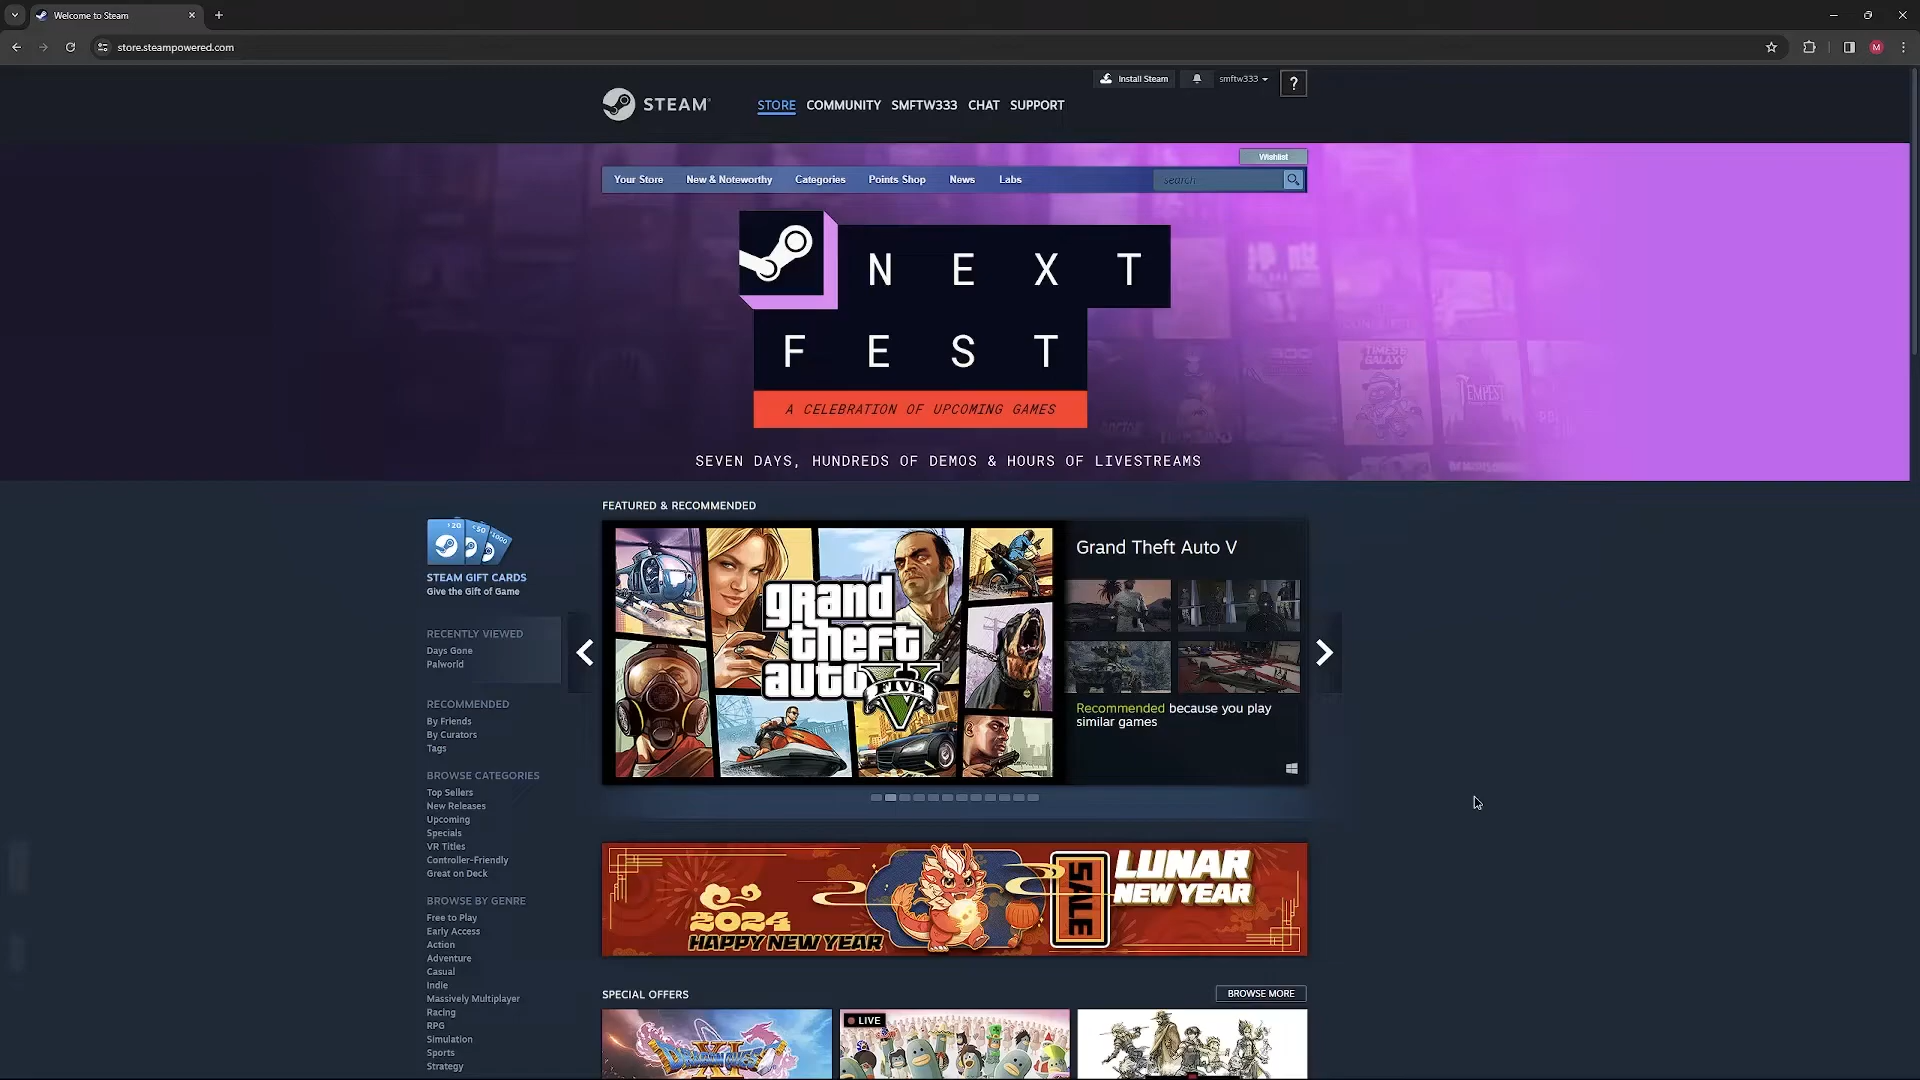 Welcome to Steam
store.steampowered.com
M
Install Steam
smftw333
?
STEAM
STORE
COMMUNITY
SMFTW333
CHAT
SUPPORT
Wishlist
Your Store
New & Noteworthy
Categories
Points Shop
News
Labs
search
NEXT
FEST
A CELEBRATION OF UPCOMING GAMES
SEVEN DAYS, HUNDREDS OF DEMOS & HOURS OF LIVESTREAMS
FEATURED & RECOMMENDED
STEAM GIFT CARDS
Give the Gift of Game
RECENTLY VIEWED
Days Gone
Palworld
RECOMMENDED
By Friends
By Curators
Tags
BROWSE CATEGORIES
Top Sellers
New Releases
Upcoming
Specials
VR Titles
Controller-Friendly
Great on Deck
BROWSE BY GENRE
Free to Play
Early Access
Action
Adventure
Casual
Indie
Massively Multiplayer
Racing
RPG
Simulation
Sports
Strategy
grand
theft
auto
V
FIVE
Grand Theft Auto V
Recommended because you play
similar games
2024
HAPPY NEW YEAR
SALE
LUNAR
NEW YEAR
SPECIAL OFFERS
BROWSE MORE
DRAGON QUEST
XI
LIVE